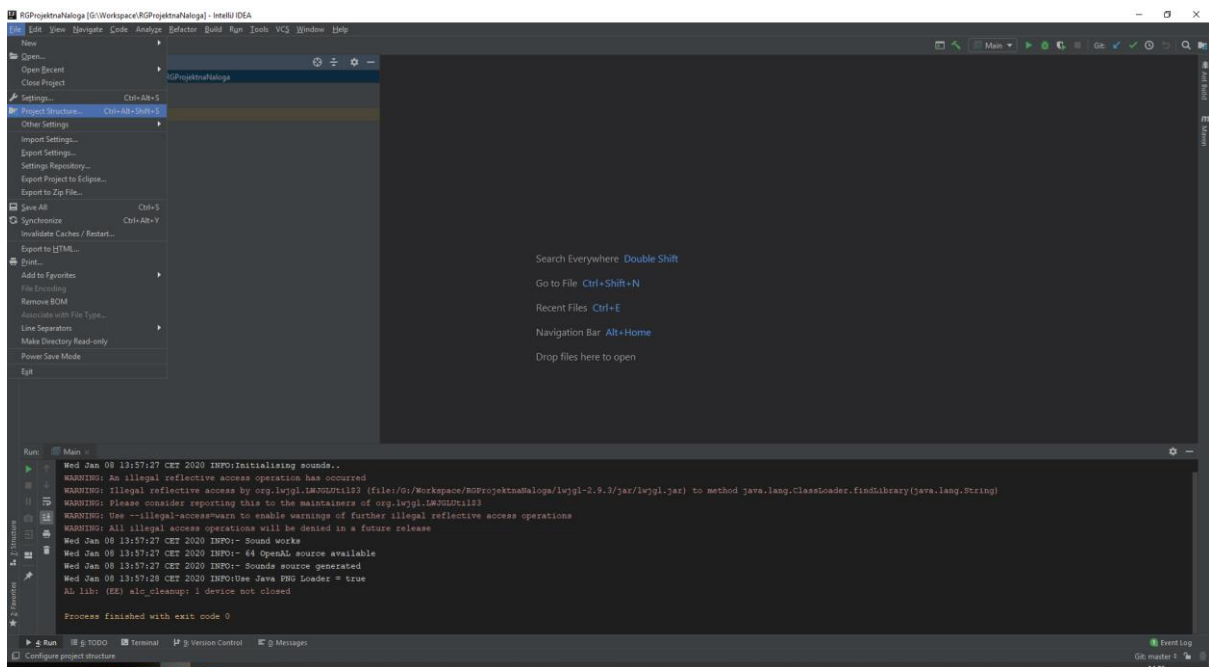 RGProjektnaNaloga [G:\Workspace\RGProjektnaNaloga] - IntelliJ IDEA
File Edit View Navigate Code Analyze Refactor Build Run Tools VCS Window Help
New
Open...
Open Recent
Close Project
Settings... Ctrl+Alt+S
Project Structure... Ctrl+Alt+Shift+S
Other Settings
Import Settings...
Export Settings...
Settings Repository...
Export Project to Eclipse...
Export to Zip File...
Save All Ctrl+S
Synchronize Ctrl+Alt+Y
Invalidate Caches / Restart...
Export to HTML...
Print...
Add to Favorites
File Encoding
Remove BOM
Associate with File Type...
Line Separators
Make Directory Read-only
Power Save Mode
Exit
RGProjektnaNaloga
Main
Git:
Ant Build
Maven
Search Everywhere Double Shift
Go to File Ctrl+Shift+N
Recent Files Ctrl+E
Navigation Bar Alt+Home
Drop files here to open
Run: Main
Wed Jan 08 13:57:27 CET 2020 INFO:Initialising sounds..
WARNING: An illegal reflective access operation has occurred
WARNING: Illegal reflective access by org.lwjgl.LWJGLUtil$3 (file:/G:/Workspace/RGProjektnaNaloga/lwjgl-2.9.3/jar/lwjgl.jar) to method java.lang.ClassLoader.findLibrary(java.lang.String)
WARNING: Please consider reporting this to the maintainers of org.lwjgl.LWJGLUtil$3
WARNING: Use --illegal-access=warn to enable warnings of further illegal reflective access operations
WARNING: All illegal access operations will be denied in a future release
Wed Jan 08 13:57:27 CET 2020 INFO:- Sound works
Wed Jan 08 13:57:27 CET 2020 INFO:- 64 OpenAL source available
Wed Jan 08 13:57:27 CET 2020 INFO:- Sounds source generated
Wed Jan 08 13:57:28 CET 2020 INFO:Use Java PNG Loader = true
AL lib: (EE) alc_cleanup: 1 device not closed
Process finished with exit code 0
Z: Structure
2: Favorites
4: Run 6: TODO Terminal 9: Version Control 0: Messages
1 Event Log
Configure project structure
Git: master